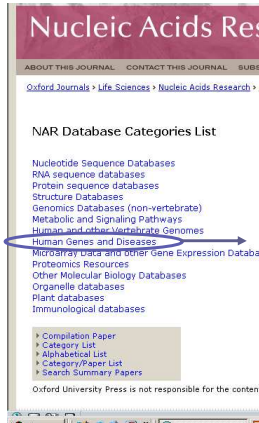 Nucleic Acids Res
ABOUT THIS JOURNAL CONTACT THIS JOURNAL SUBS
Oxford Journals > Life Sciences > Nucleic Acids Research >
NAR Database Categories List
Nucleotide Sequence Databases
RNA sequence databases
Protein sequence databases
Structure Databases
Genomics Databases (non-vertebrate)
Metabolic and Signaling Pathways
Human and other Vertebrate Genomes
Human Genes and Diseases
Microarray Data and other Gene Expression Databa
Proteomics Resources
Other Molecular Biology Databases
Organelle databases
Plant databases
Immunological databases
Compilation Paper
Category List
Alphabetical List
Category/Paper List
Search Summary Papers
Oxford University Press is not responsible for the conten